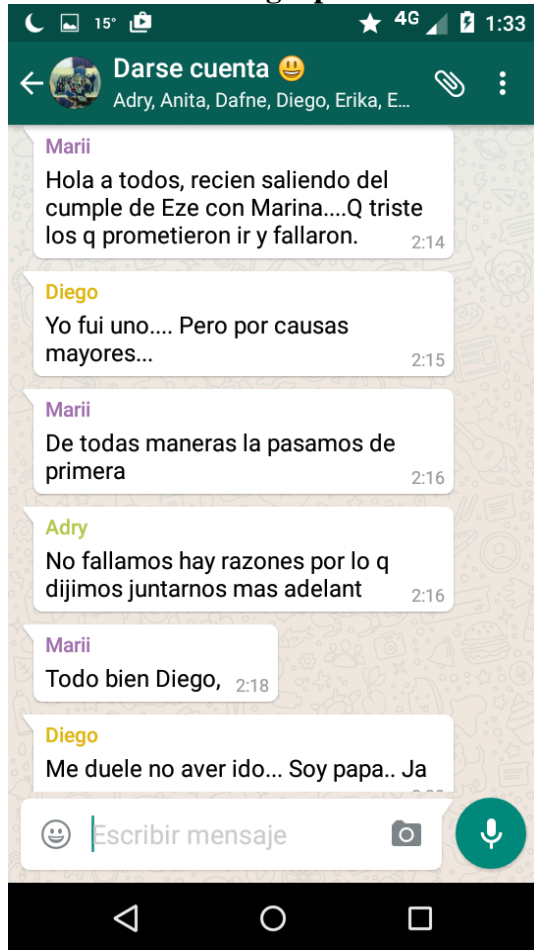 15° 4G 1:33
Darse cuenta 😃
Adry, Anita, Dafne, Diego, Erika, E...
Marii
Hola a todos, recien saliendo del
cumple de Eze con Marina....Q triste
los q prometieron ir y fallaron. 2:14
Diego
Yo fui uno.... Pero por causas
mayores... 2:15
Marii
De todas maneras la pasamos de
primera 2:16
Adry
No fallamos hay razones por lo q
dijimos juntarnos mas adelant 2:16
Marii
Todo bien Diego, 2:18
Diego
Me duele no aver ido... Soy papa.. Ja
Escribir mensaje